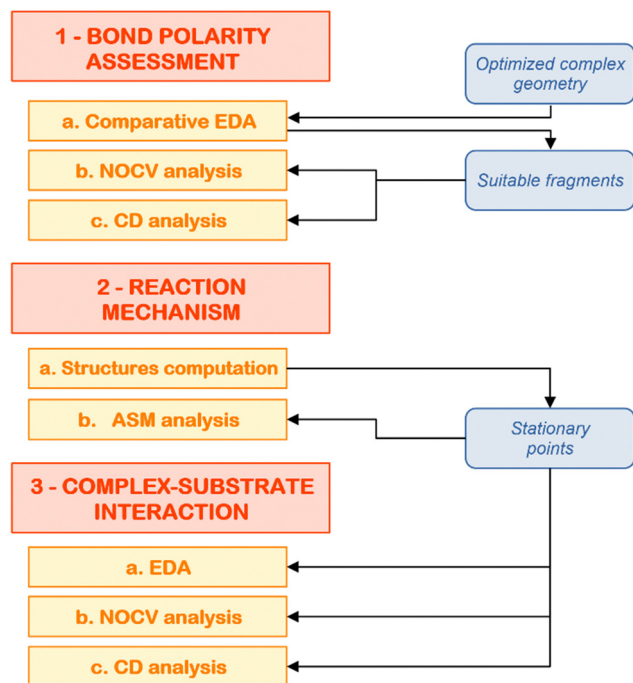 1 - BOND POLARITY
ASSESSMENT
Optimized complex
geometry
a. Comparative EDA
b. NOCV analysis
Suitable fragments
c. CD analysis
2 - REACTION
MECHANISM
a. Structures computation
b. ASM analysis
Stationary
points
3 - COMPLEX-SUBSTRATE
INTERACTION
a. EDA
b. NOCV analysis
c. CD analysis